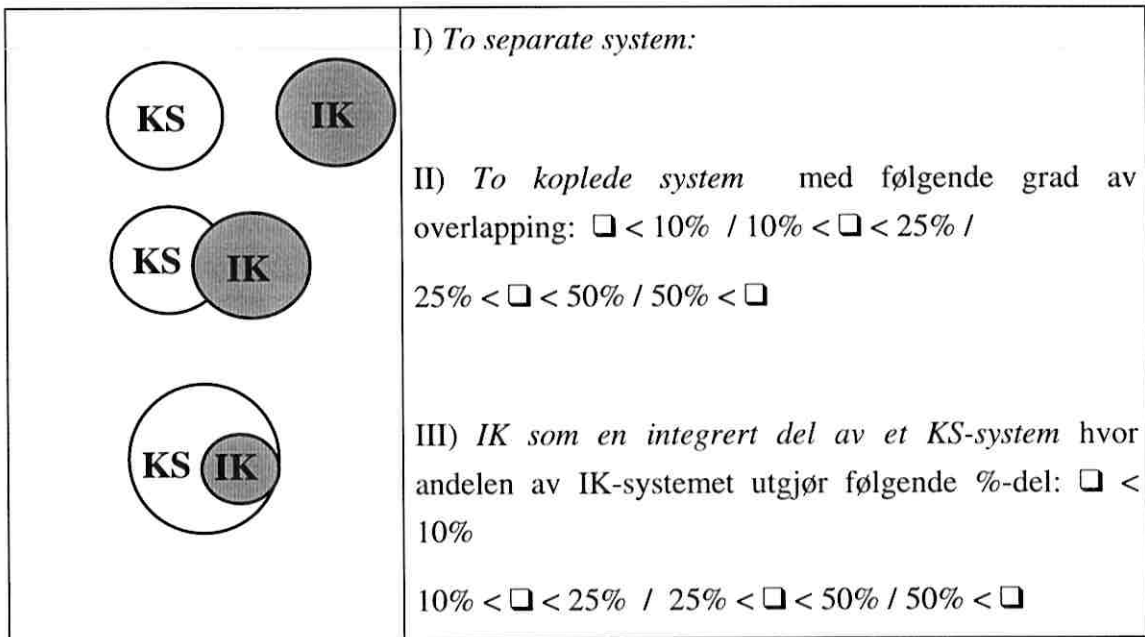 I) To separate system:
KS
IK
II) To koplede system med følgende grad av
overlapping: ❑ < 10% / 10% < ❑ < 25% /
25% < ❑ < 50% / 50% < ❑
KS
IK
III) IK som en integrert del av et KS-system hvor
andelen av IK-systemet utgjør følgende %-del: ❑ <
10%
10% < ❑ < 25% / 25% < ❑ < 50% / 50% < ❑
KS
IK